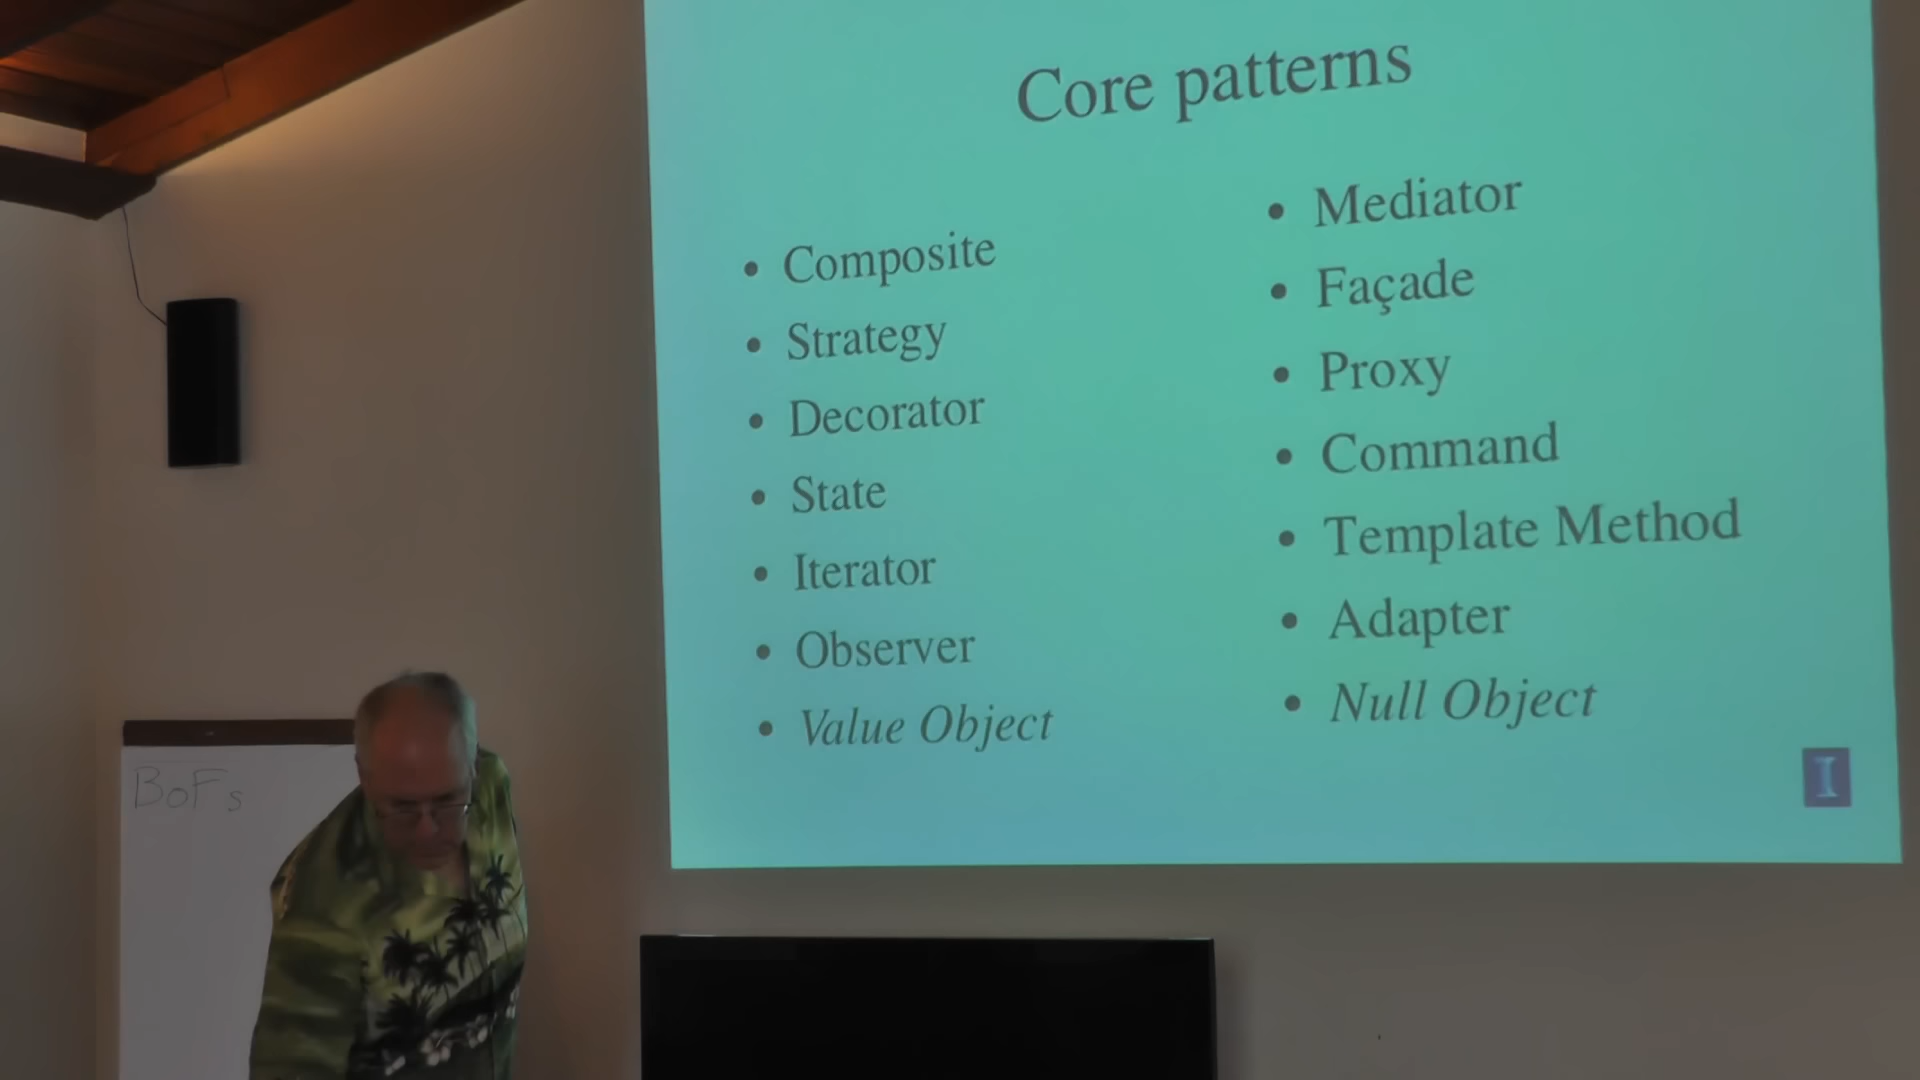 Core patterns
• Composite
• Strategy
• Decorator
• State
• Iterator
• Observer
• Value Object
• Mediator
• Façade
• Proxy
• Command
• Template Method
• Adapter
• Null Object
I
BoFs